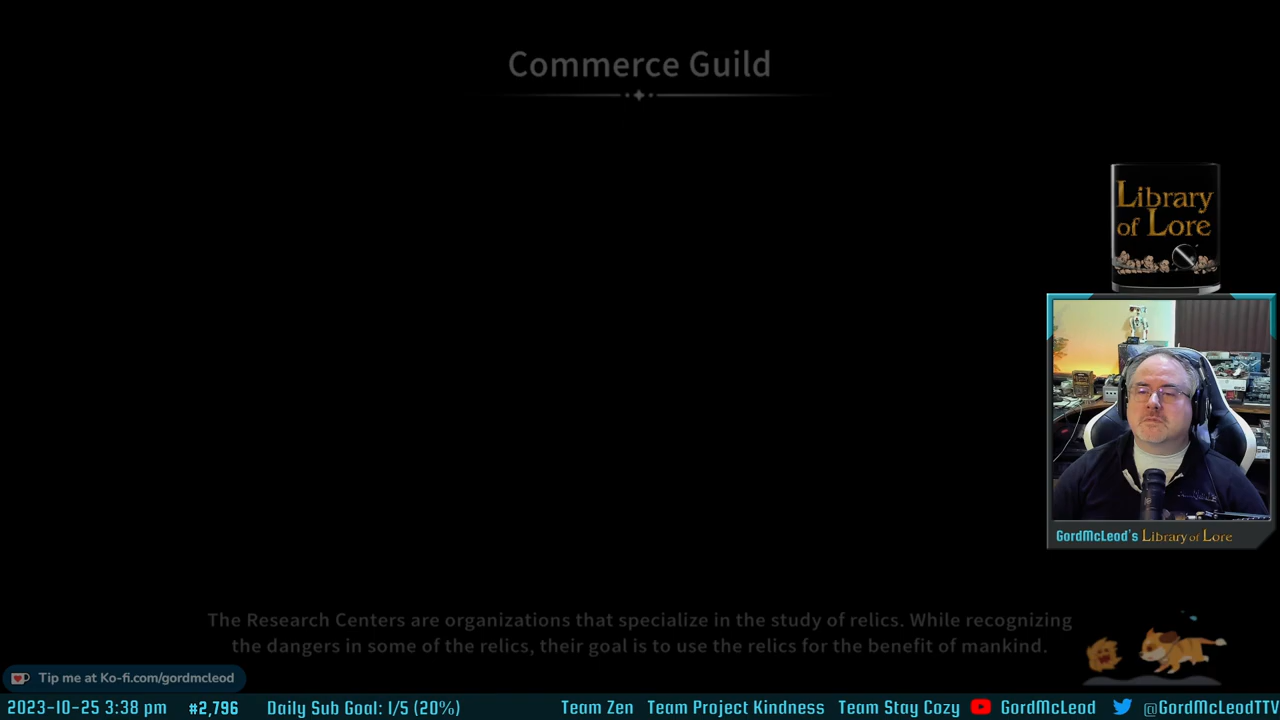 Commerce Guild
Library
of Lore
GordMcLeod's Library of Lore
The Research Centers are organizations that specialize in the study of relics. While recognizing
the dangers in some of the relics, their goal is to use the relics for the benefit of mankind.
Tip me at Ko-fi.com/gordmcleod
2023-10-25 3:38 pm #2,796 Daily Sub Goal: 1/5 (20%) Team Zen Team Project Kindness Team Stay Cozy GordMcLeod @GordMcLeodTTV